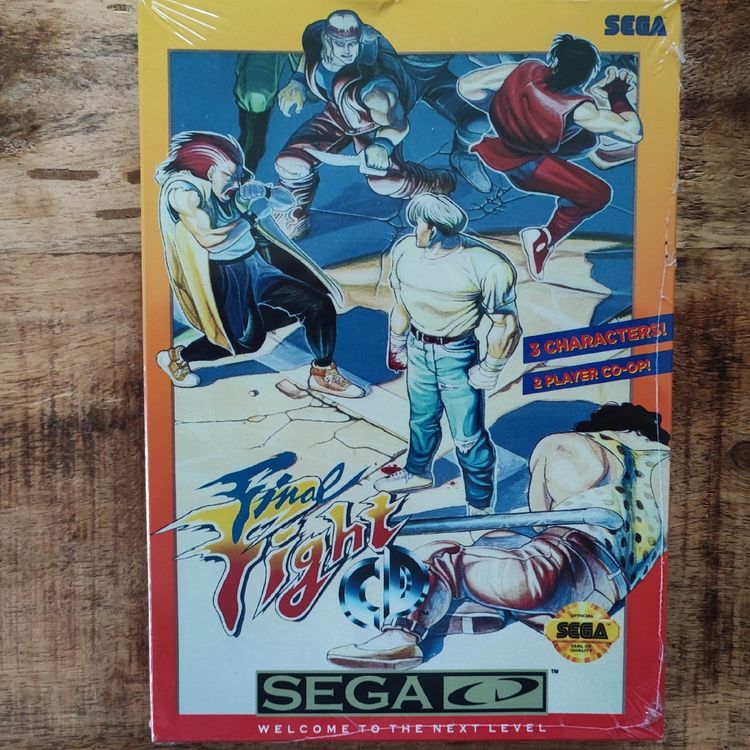 SEGA
3 CHARACTERS!
2 PLAYER CO-OP!
Final
Fight
CD
OFFICIAL
SEGA
SEAL OF
QUALITY
SEGA CD™
WELCOME TO THE NEXT LEVEL